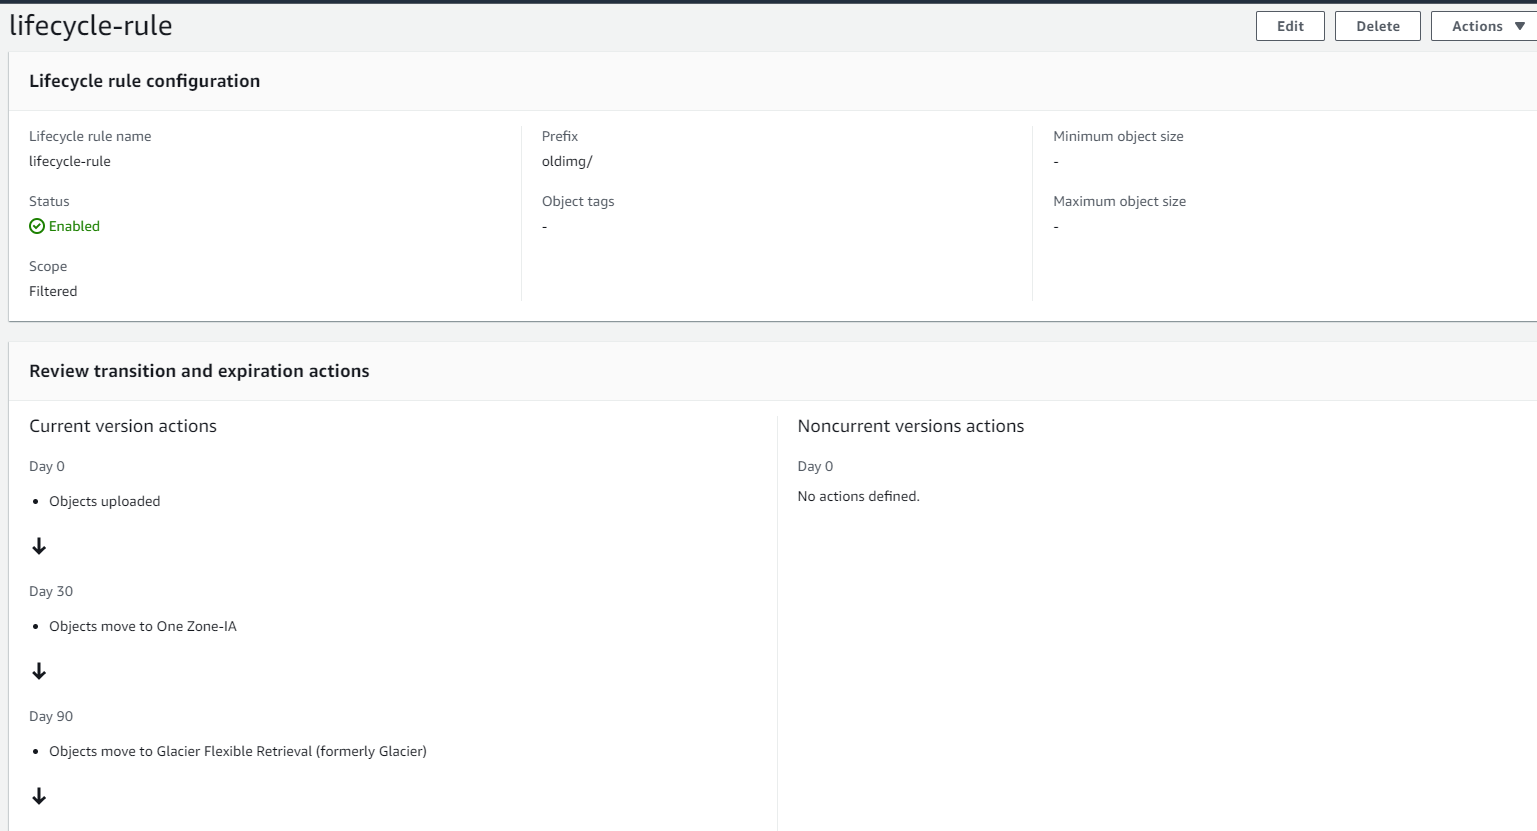 lifecycle-rule
Edit
Delete
Actions
Lifecycle rule configuration
Lifecycle rule name
lifecycle-rule
Status
Enabled
Scope
Filtered
Prefix
oldimg/
Object tags
-
Minimum object size
-
Maximum object size
-
Review transition and expiration actions
Current version actions
Day 0
Objects uploaded
Day 30
Objects move to One Zone-IA
Day 90
Objects move to Glacier Flexible Retrieval (formerly Glacier)
Noncurrent versions actions
Day 0
No actions defined.